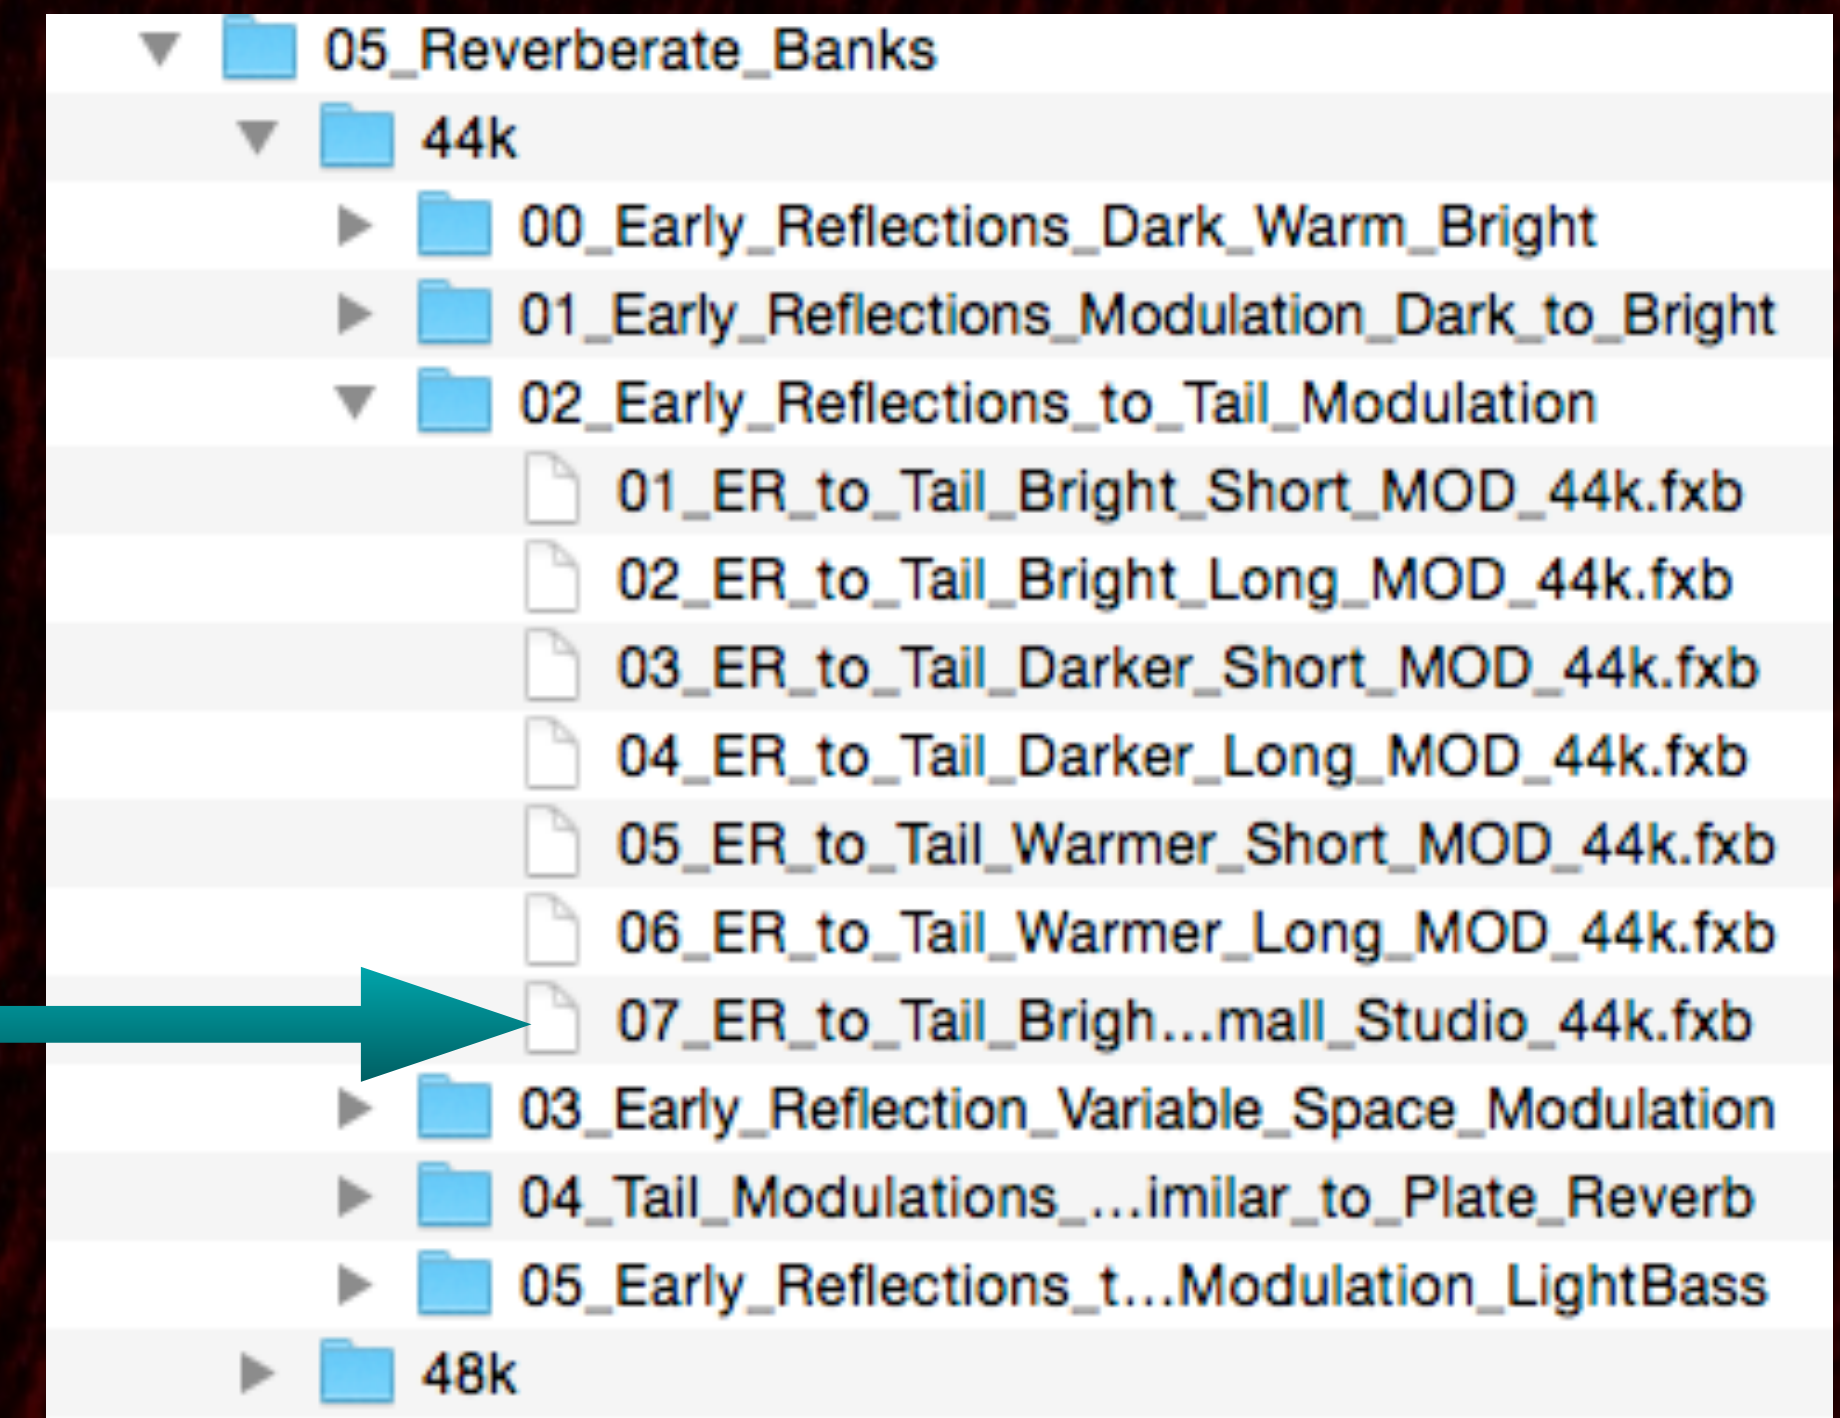 05_Reverberate_Banks
44k
00_Early_Reflections_Dark_Warm_Bright
01_Early_Reflections_Modulation_Dark_to_Bright
02_Early_Reflections_to_Tail_Modulation
01_ER_to_Tail_Bright_Short_MOD_44k.fxb
02_ER_to_Tail_Bright_Long_MOD_44k.fxb
03_ER_to_Tail_Darker_Short_MOD_44k.fxb
04_ER_to_Tail_Darker_Long_MOD_44k.fxb
05_ER_to_Tail_Warmer_Short_MOD_44k.fxb
06_ER_to_Tail_Warmer_Long_MOD_44k.fxb
07_ER_to_Tail_Brigh...mall_Studio_44k.fxb
03_Early_Reflection_Variable_Space_Modulation
04_Tail_Modulations_...imilar_to_Plate_Reverb
05_Early_Reflections_t...Modulation_LightBass
48k